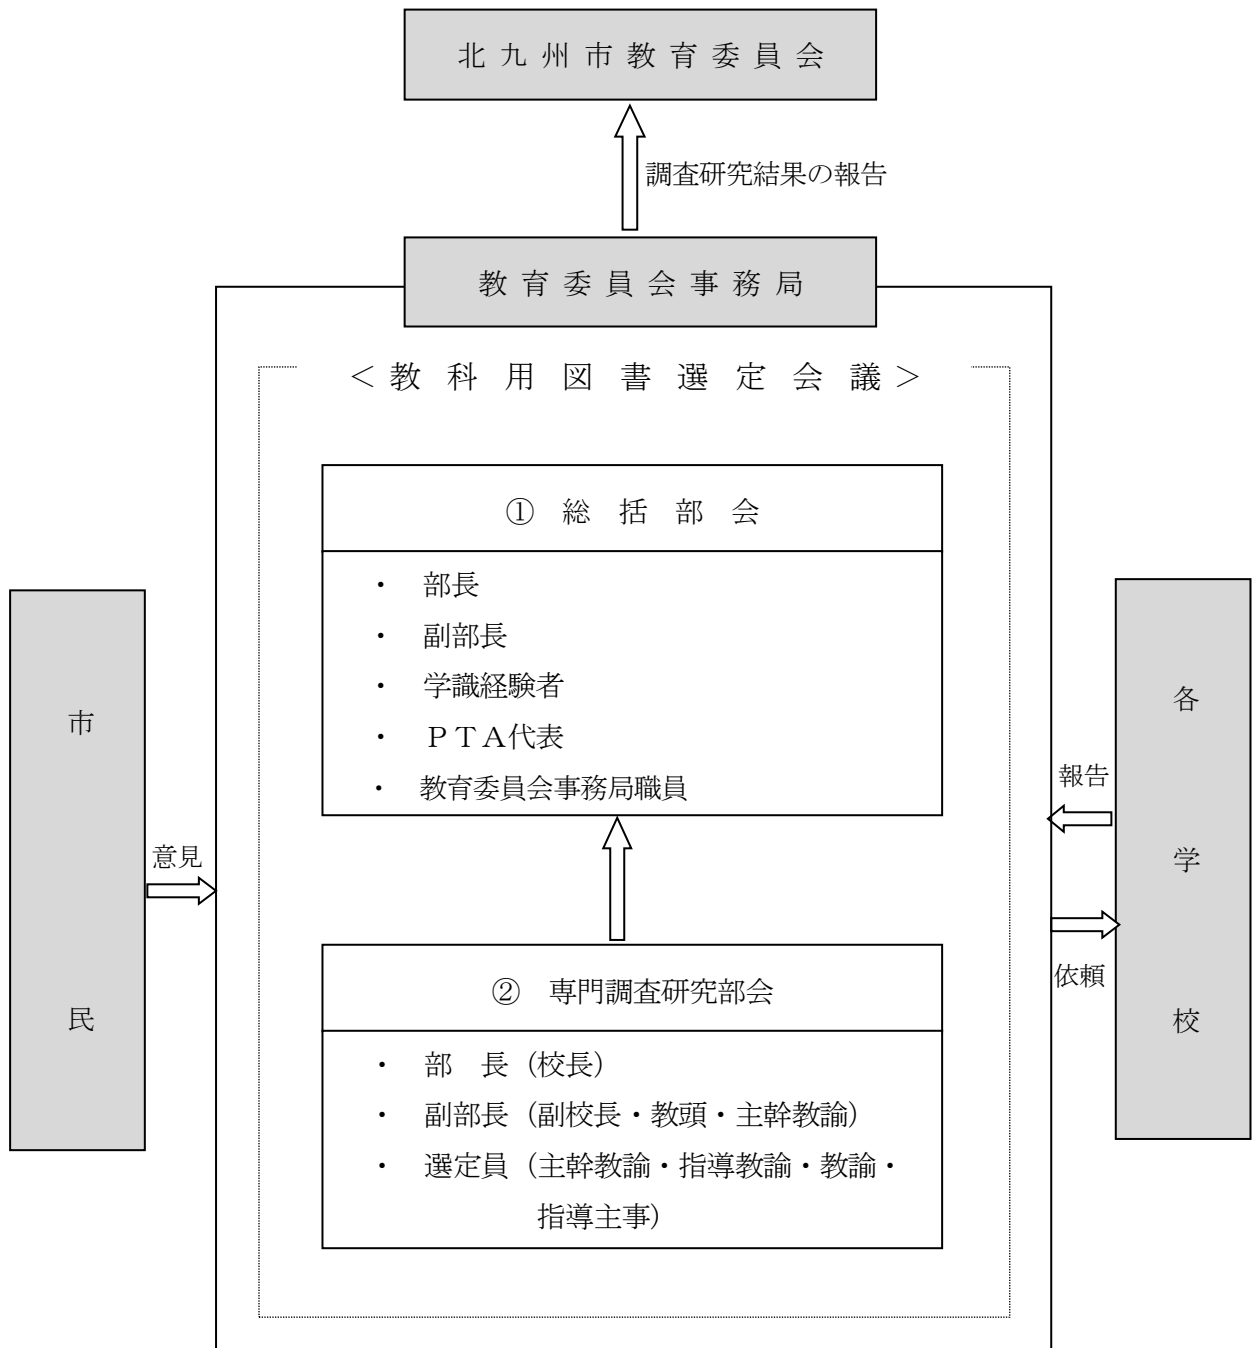 北九州市教育委員会
調査研究結果の報告
教育委員会事務局
＜教科用図書選定会議＞
① 総括部会
・ 部長
・ 副部長
・ 学識経験者
・ ＰＴＡ代表
・ 教育委員会事務局職員
② 専門調査研究部会
・ 部 長（校長）
・ 副部長（副校長・教頭・主幹教諭）
・ 選定員（主幹教諭・指導教諭・教諭・
指導主事）
市民
意見
報告
依頼
各学校